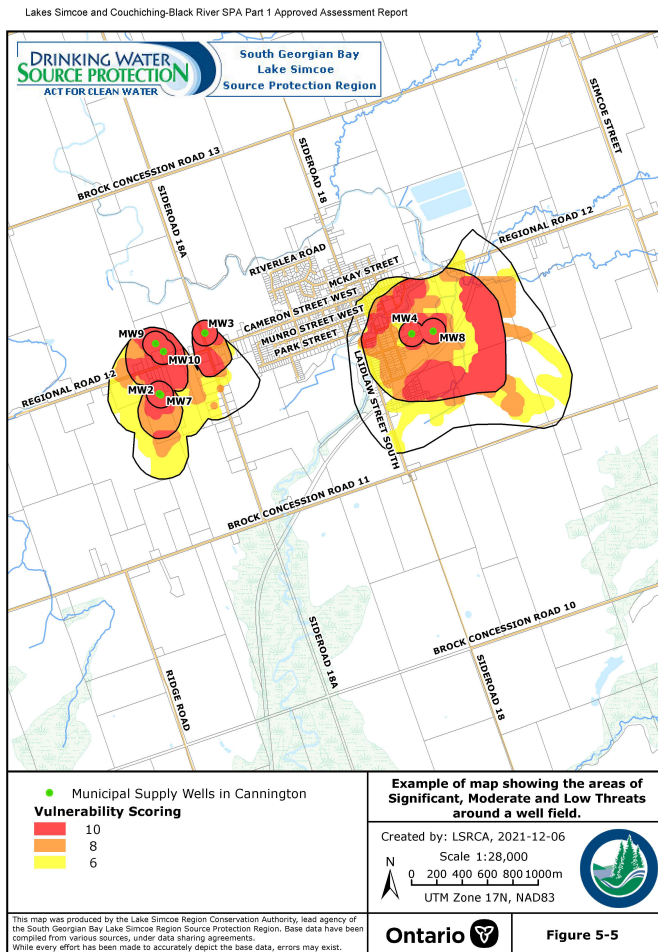 Lakes Simcoe and Couchiching-Black River SPA Part 1 Approved Assessment Report
DRINKING WATER
SOURCE PROTECTION
ACT FOR CLEAN WATER
South Georgian Bay
Lake Simcoe
Source Protection Region
SIMCOE STREET
BROCK CONCESSION ROAD 13
SIDEROAD 18
SIDEROAD 18A
REGIONAL ROAD 12
RIVERLEA ROAD
MCKAY STREET
CAMERON STREET WEST
MUNRO STREET WEST
PARK STREET
MW9
MW3
MW10
MW4
MW8
REGIONAL ROAD 12
MW2
MW7
LAIDLAW STREET SOUTH
BROCK CONCESSION ROAD 11
BROCK CONCESSION ROAD 10
SIDEROAD 18A
RIDGE ROAD
SIDEROAD 18
Municipal Supply Wells in Cannington
Vulnerability Scoring
10
8
6
Example of map showing the areas of
Significant, Moderate and Low Threats
around a well field.
Created by: LSRCA, 2021-12-06
Scale 1:28,000
N
0 200 400 600 800 1000m
UTM Zone 17N, NAD83
This map was produced by the Lake Simcoe Region Conservation Authority, lead agency of
the South Georgian Bay Lake Simcoe Region Source Protection Region. Base data have been
compiled from various sources, under data sharing agreements.
While every effort has been made to accurately depict the base data, errors may exist.
Ontario
Figure 5-5